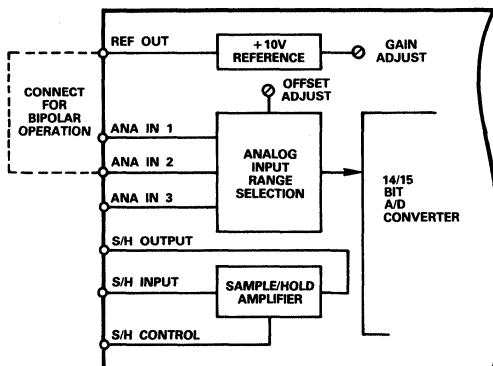 REF OUT
+10V
REFERENCE
GAIN
ADJUST
CONNECT
FOR
BIPOLAR
OPERATION
OFFSET
ADJUST
ANA IN 1
ANA IN 2
ANA IN 3
ANALOG
INPUT
RANGE
SELECTION
14/15
BIT
A/D
CONVERTER
S/H OUTPUT
S/H INPUT
SAMPLE/HOLD
AMPLIFIER
S/H CONTROL